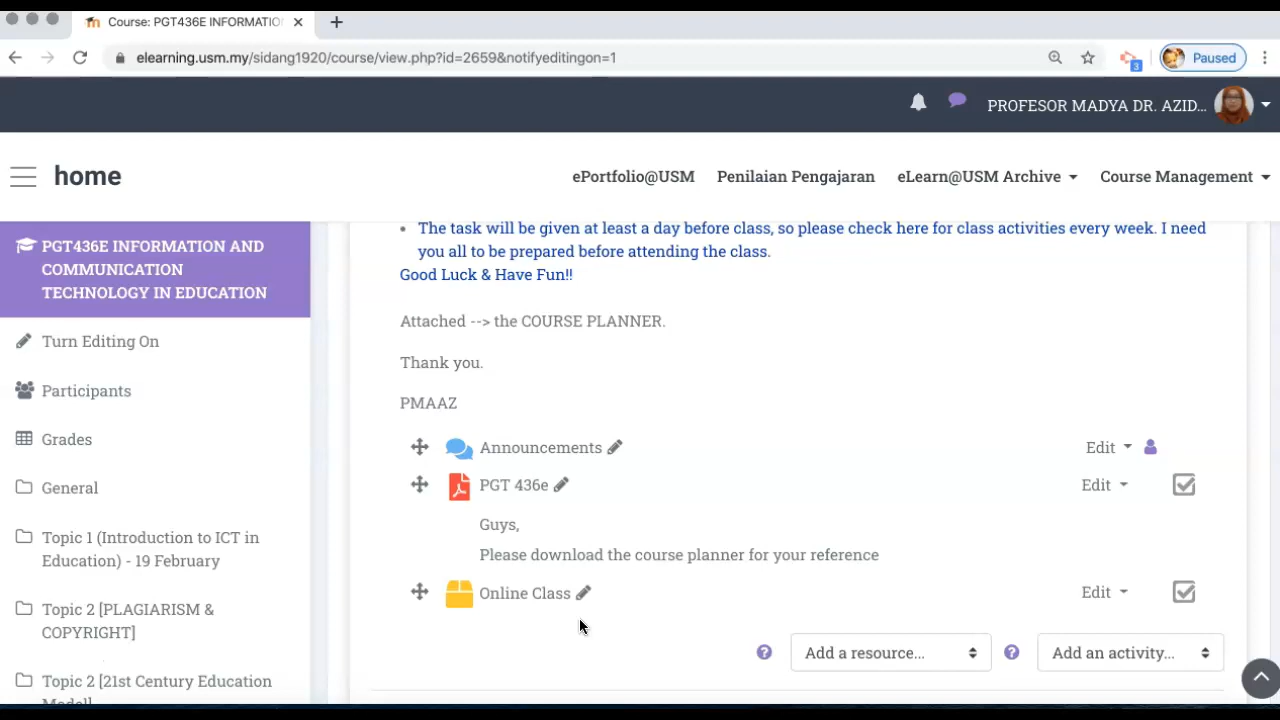 Course: PGT436E INFORMATIO
elearning.usm.my/sidang1920/course/view.php?id=2659&notifyeditingon=1
3
Paused
PROFESOR MADYA DR. AZID...
home
ePortfolio@USM
Penilaian Pengajaran
eLearn@USM Archive
Course Management
PGT436E INFORMATION AND
COMMUNICATION
TECHNOLOGY IN EDUCATION
Turn Editing On
Participants
Grades
General
Topic 1 (Introduction to ICT in
Education) - 19 February
Topic 2 [PLAGIARISM &
COPYRIGHT]
Topic 2 [21st Century Education
Model]
The task will be given at least a day before class, so please check here for class activities every week. I need
you all to be prepared before attending the class.
Good Luck & Have Fun!!
Attached --> the COURSE PLANNER.
Thank you.
PMAAZ
Announcements
Edit
PGT 436e
Edit
Guys,
Please download the course planner for your reference
Online Class
Edit
? Add a resource...
? Add an activity...